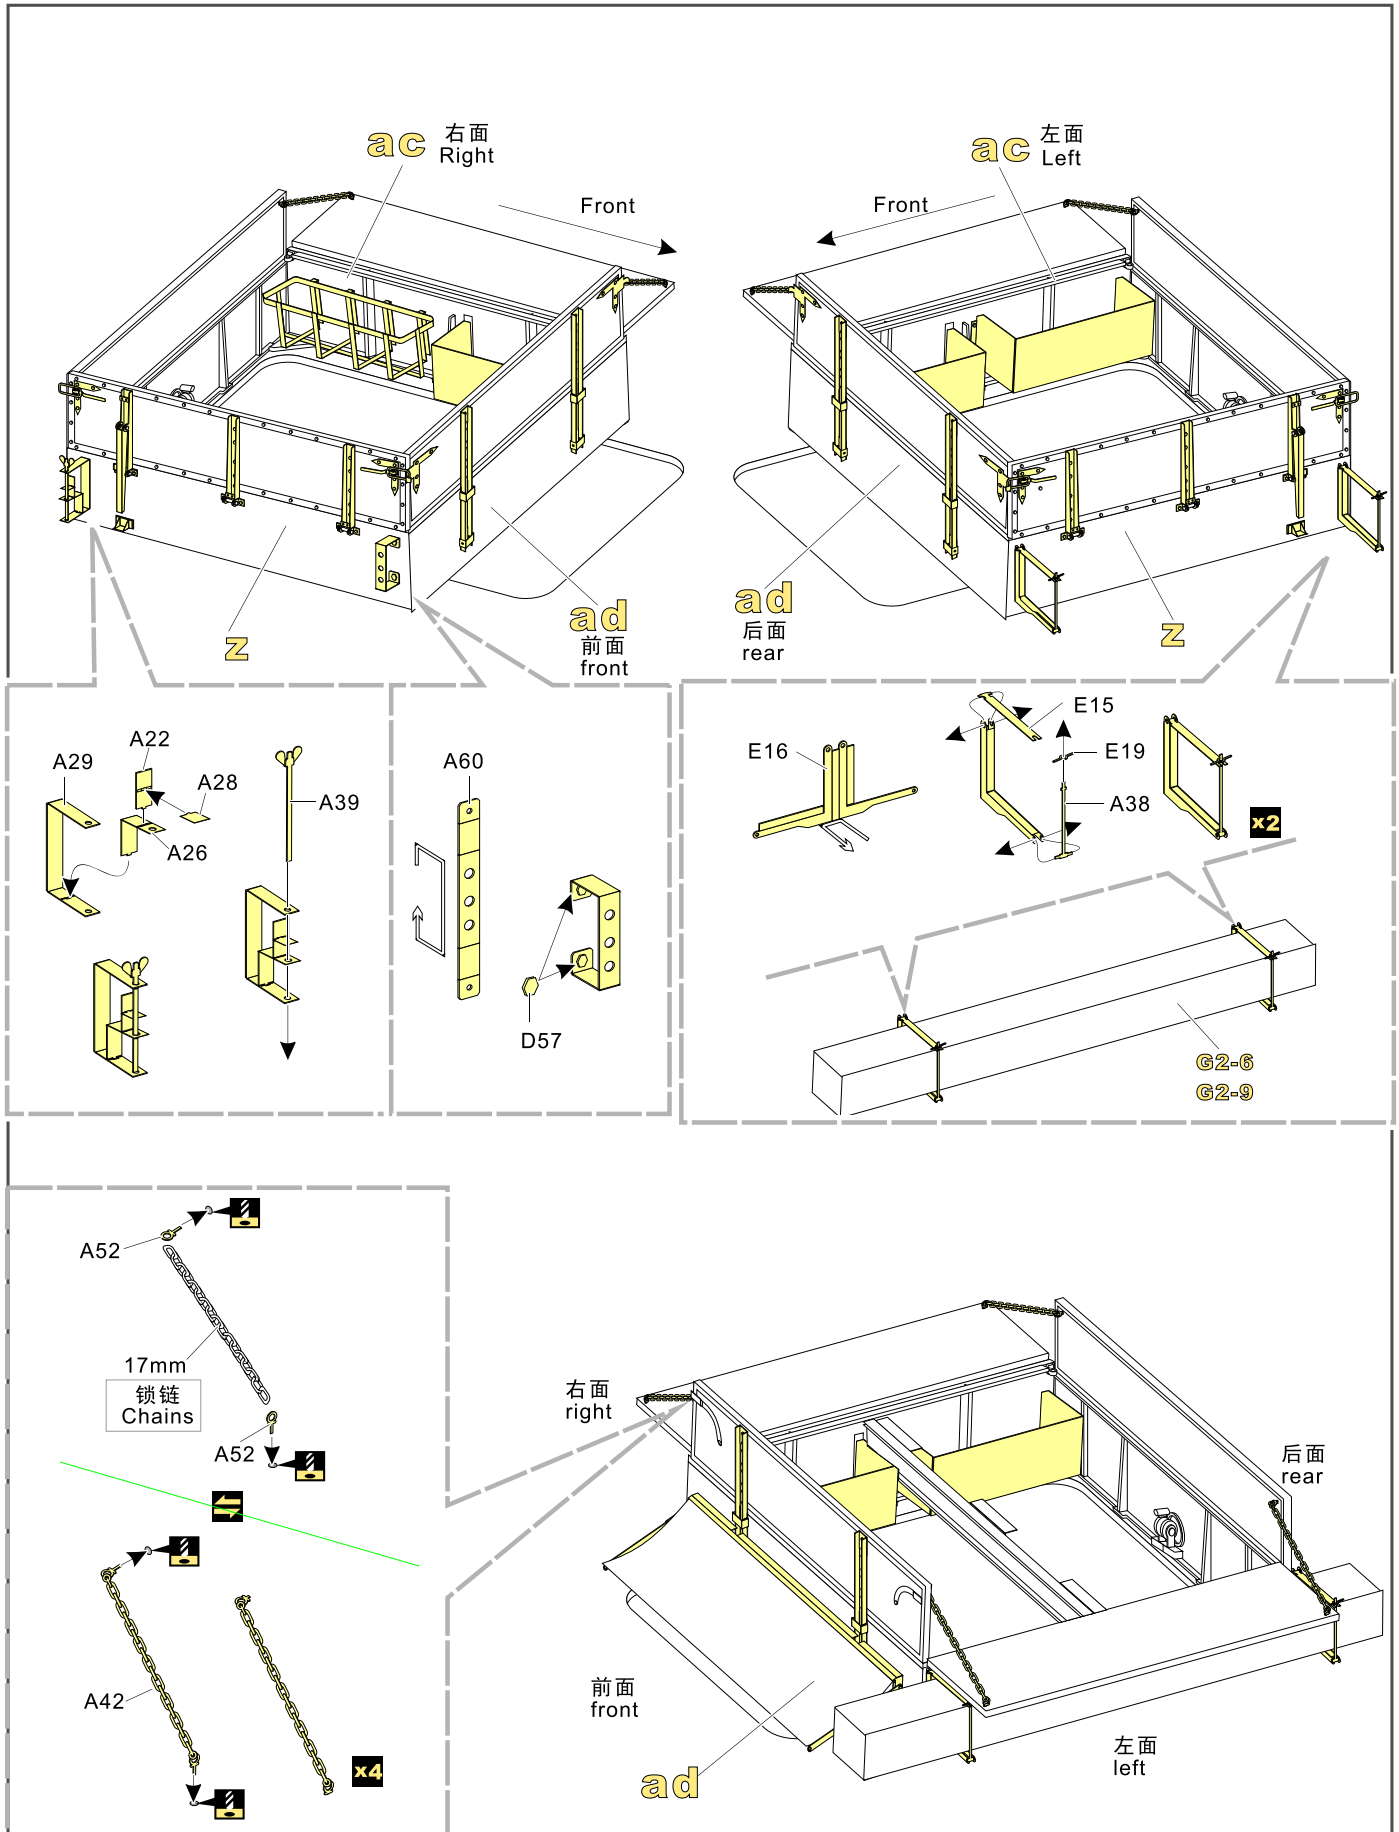 ac
右面
Right
Front
ac
左面
Left
Front
z
ad
前面
front
ad
后面
rear
z
A29
A22
A28
A26
A39
A60
D57
E16
E15
E19
A38
x2
G2-6
G2-9
A52
17mm
锁链
Chains
A52
A42
x4
右面
right
后面
rear
前面
front
左面
left
ad